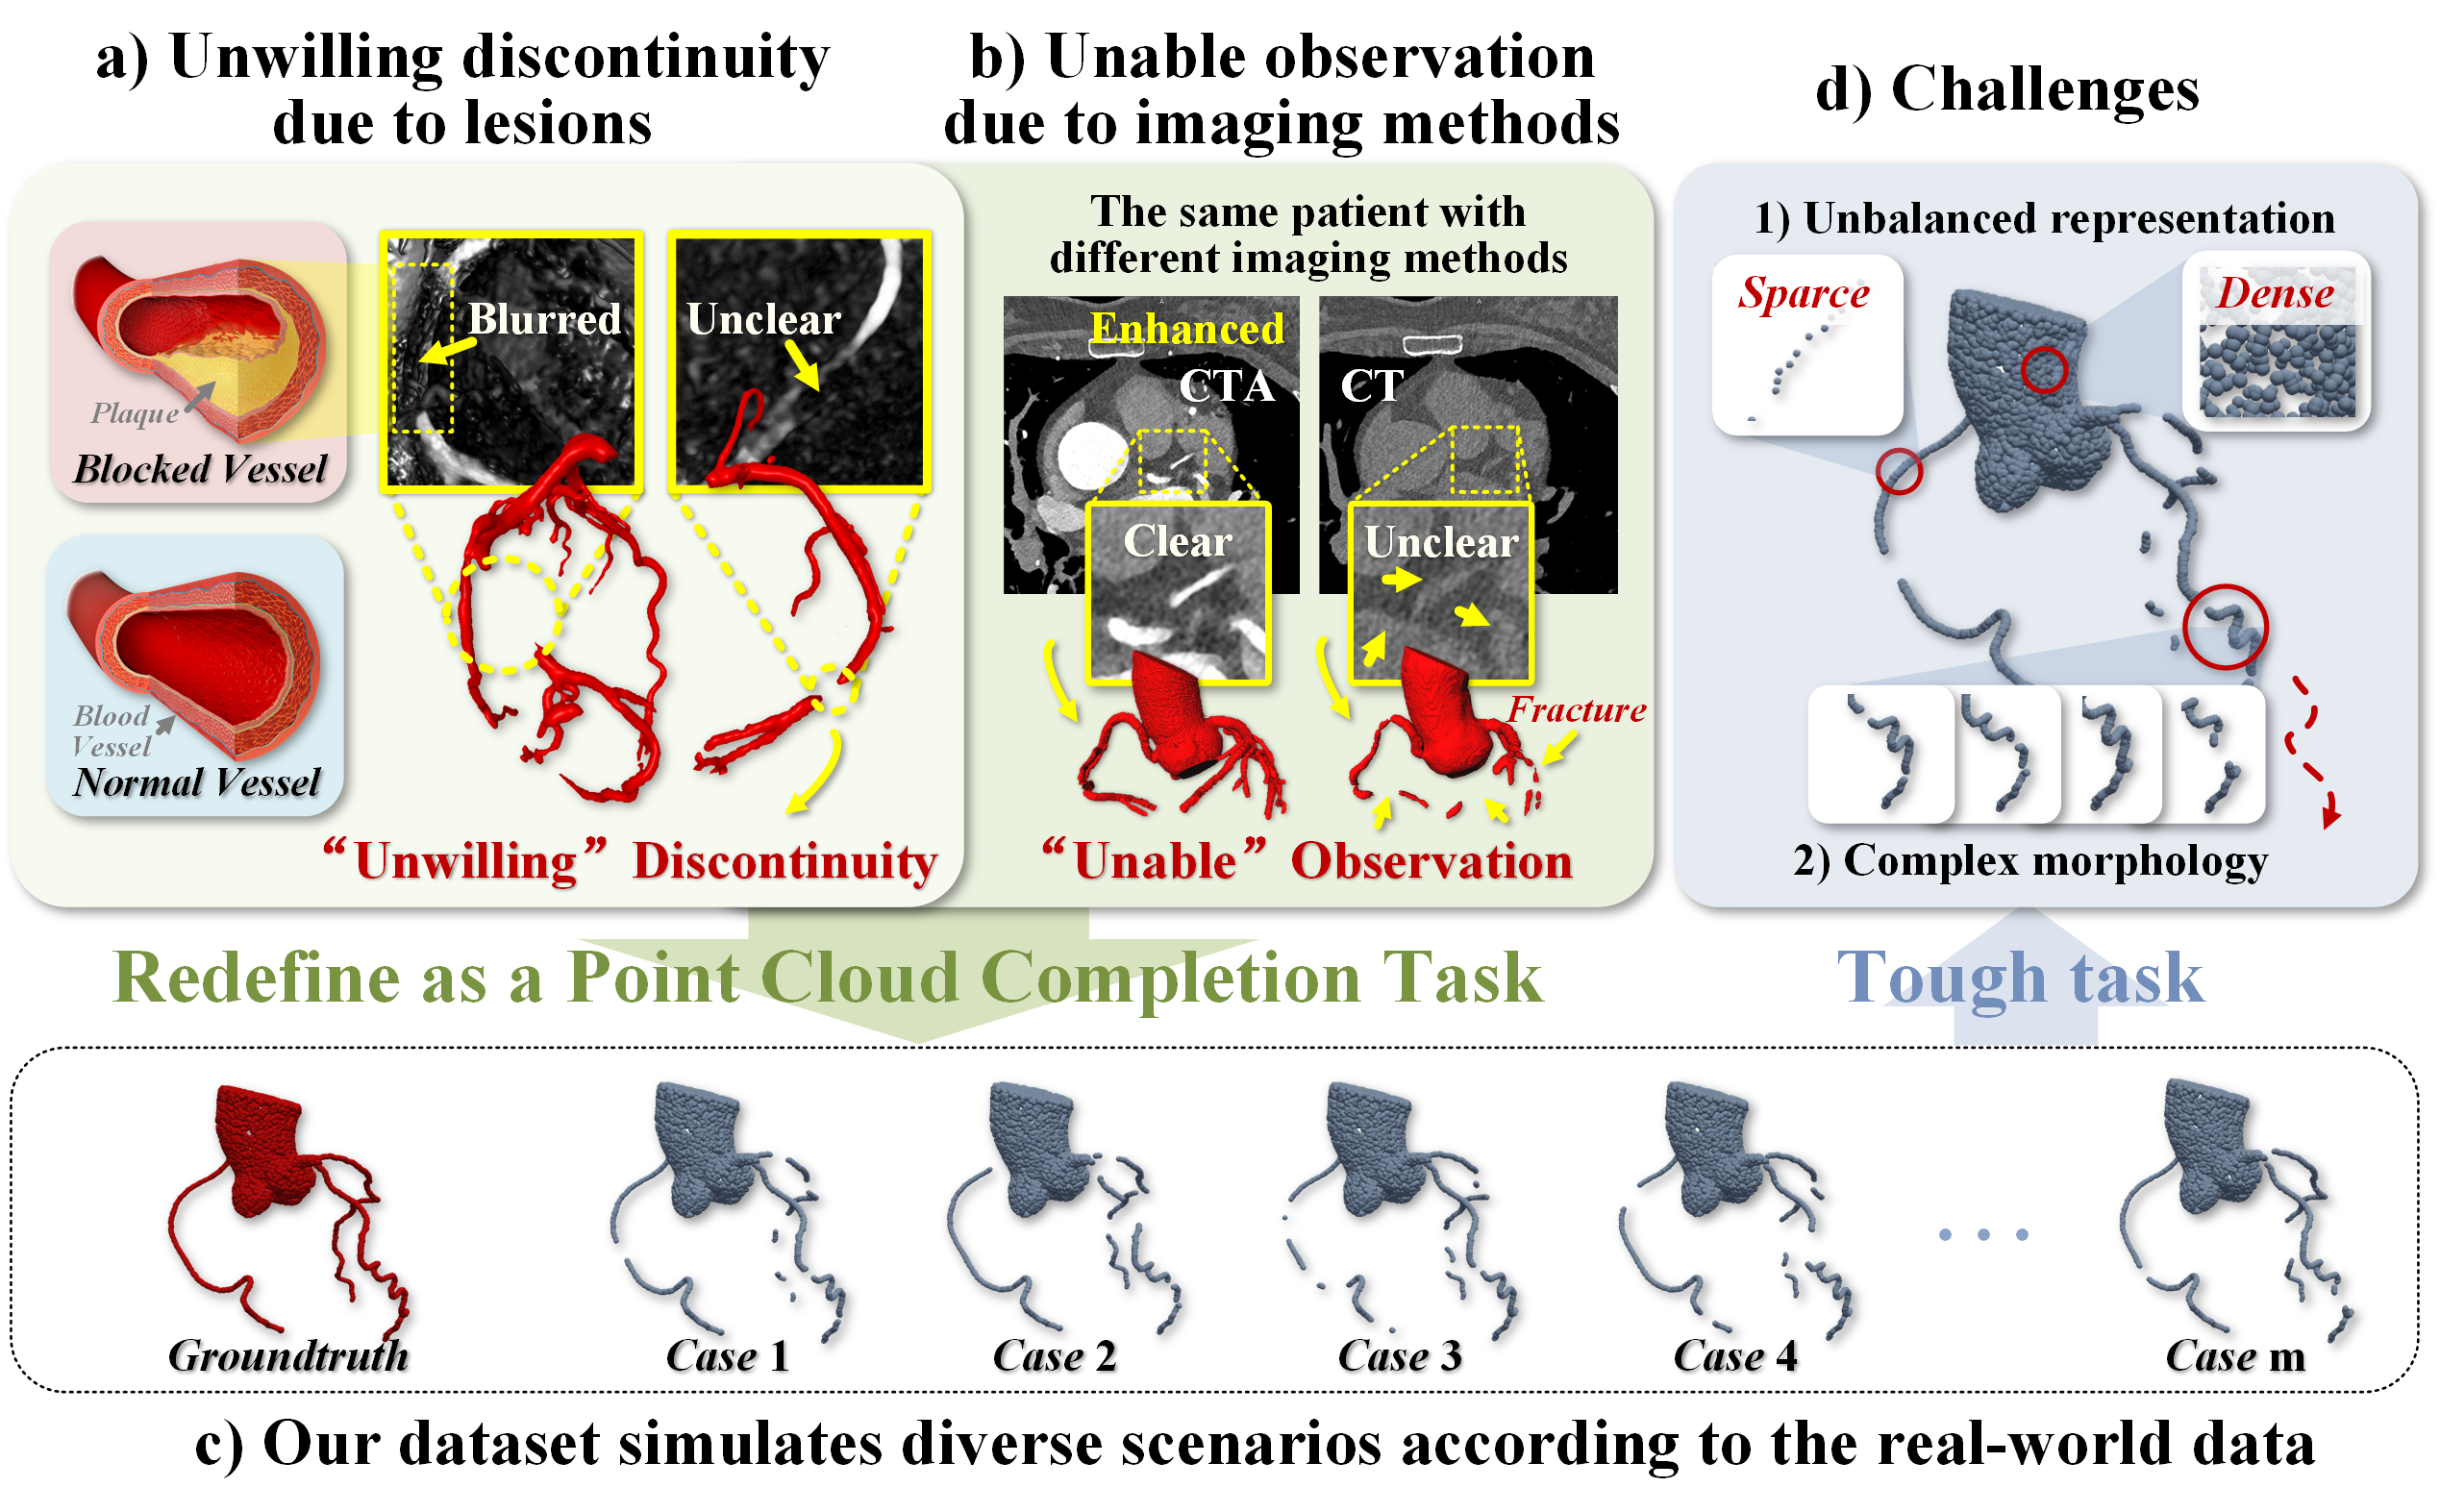 a) Unwilling discontinuity
due to lesions
b) Unable observation
due to imaging methods
d) Challenges
Plaque
Blocked Vessel
Blood
Vessel
Normal Vessel
Blurred
Unclear
“Unwilling” Discontinuity
The same patient with
different imaging methods
Enhanced
CTA
CT
Clear
Unclear
Fracture
“Unable” Observation
1) Unbalanced representation
Sparce
Dense
2) Complex morphology
Redefine as a Point Cloud Completion Task
Tough task
Groundtruth
Case 1
Case 2
Case 3
Case 4
. . .
Case m
c) Our dataset simulates diverse scenarios according to the real-world data